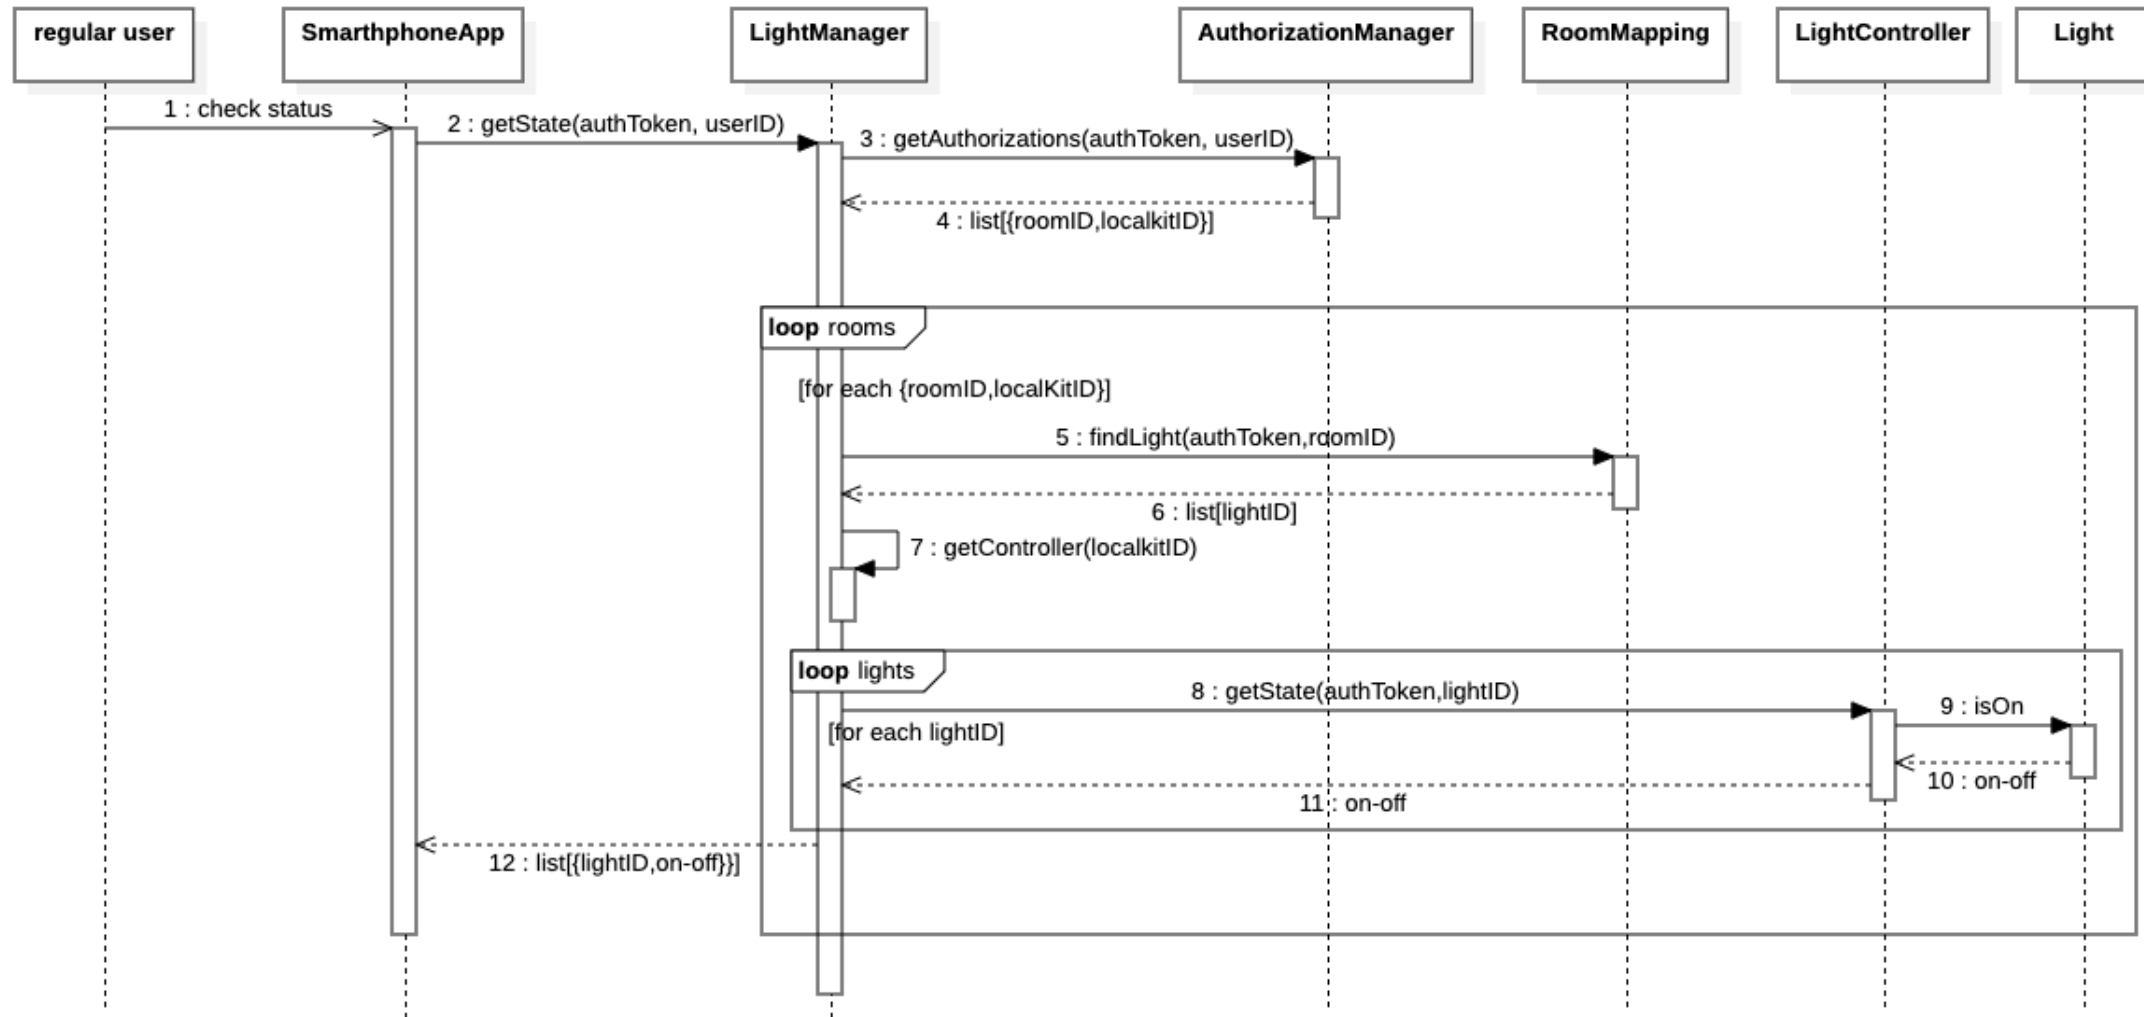 regular user
SmarthphoneApp
LightManager
AuthorizationManager
RoomMapping
LightController
Light
1 : check status
2 : getState(authToken, userID)
3 : getAuthorizations(authToken, userID)
4 : list[{roomID,localkitID}]
loop rooms
[for each {roomID,localKitID}]
5 : findLight(authToken,roomID)
6 : list[lightID]
7 : getController(localkitID)
loop lights
8 : getState(authToken,lightID)
9 : isOn
[for each lightID]
10 : on-off
11 : on-off
12 : list[{lightID,on-off}}]